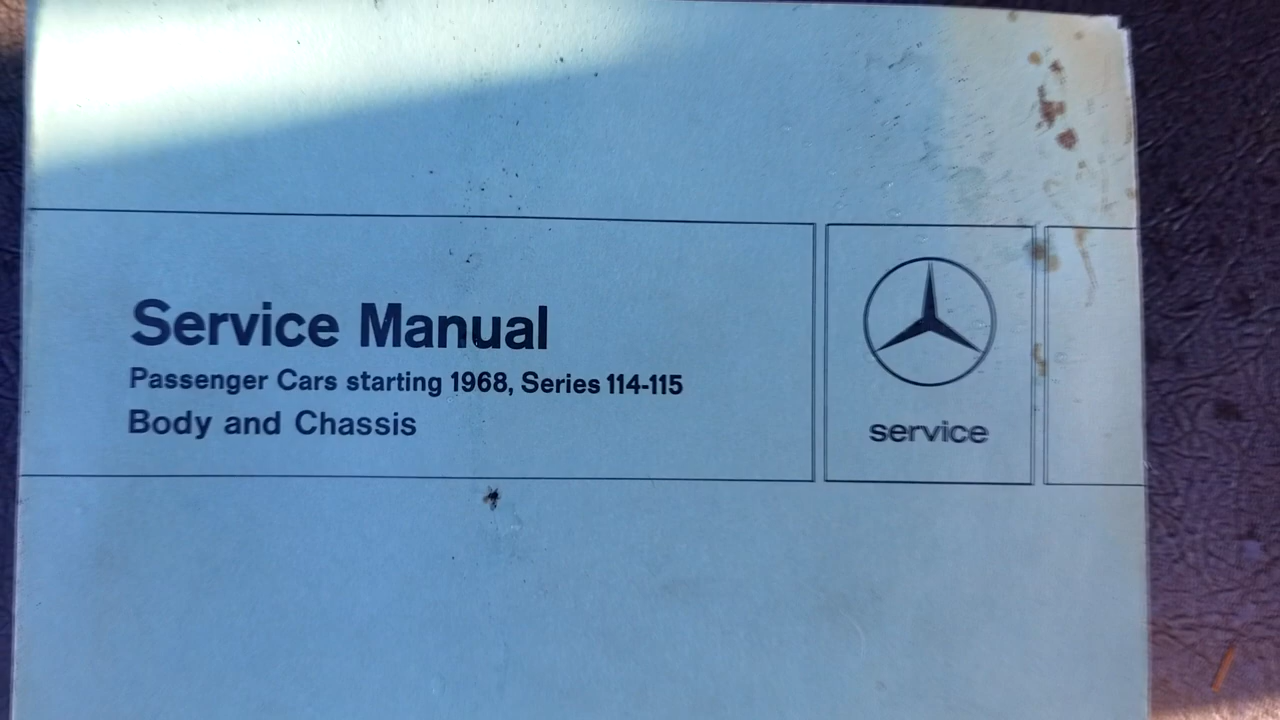 Service Manual
Passenger Cars starting 1968, Series 114-115
Body and Chassis
service